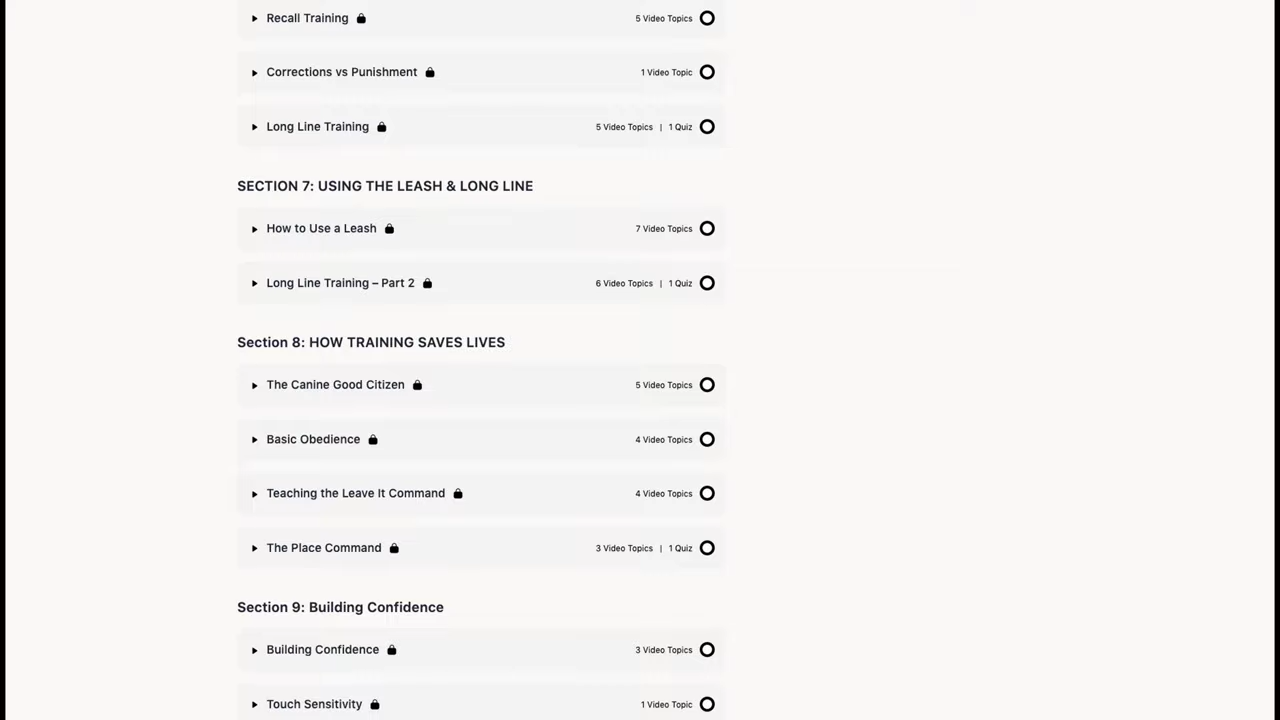 Recall Training 5 Video Topics
Corrections vs Punishment 1 Video Topic
Long Line Training 5 Video Topics | 1 Quiz
SECTION 7: USING THE LEASH & LONG LINE
How to Use a Leash 7 Video Topics
Long Line Training – Part 2 6 Video Topics | 1 Quiz
Section 8: HOW TRAINING SAVES LIVES
The Canine Good Citizen 5 Video Topics
Basic Obedience 4 Video Topics
Teaching the Leave It Command 4 Video Topics
The Place Command 3 Video Topics | 1 Quiz
Section 9: Building Confidence
Building Confidence 3 Video Topics
Touch Sensitivity 1 Video Topic